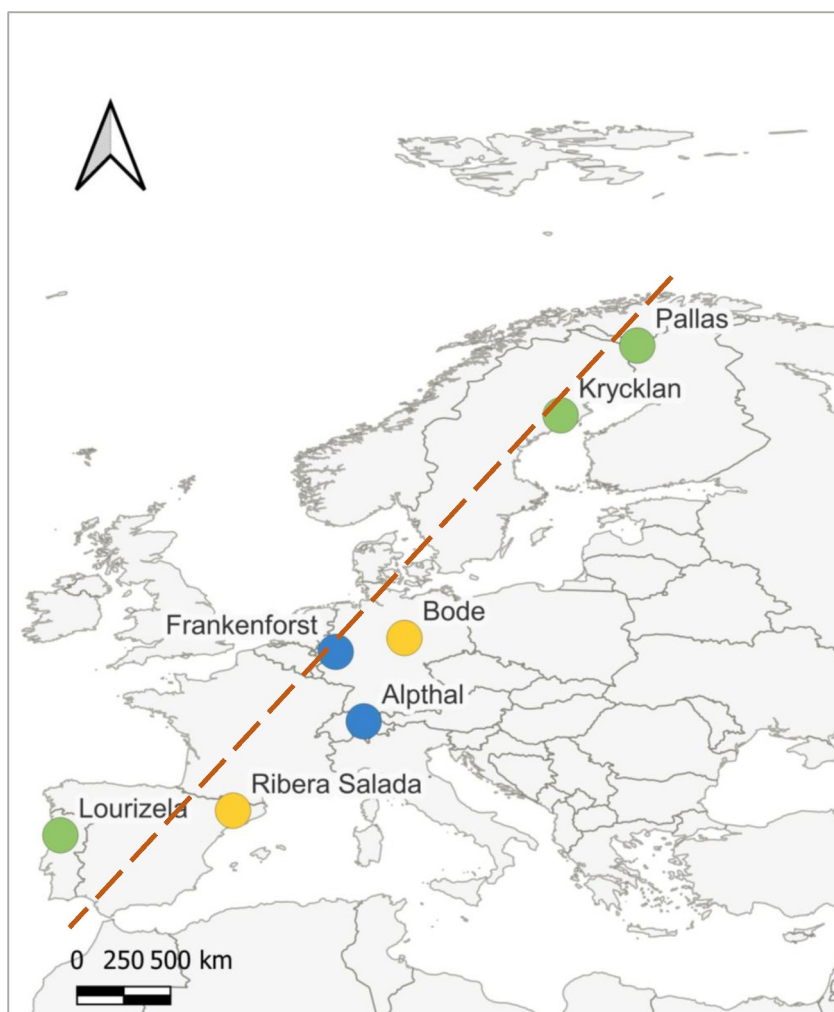 Pallas
Krycklan
Bode
Frankenforst
Alpthal
Ribera Salada
Lourizela
0 250 500 km